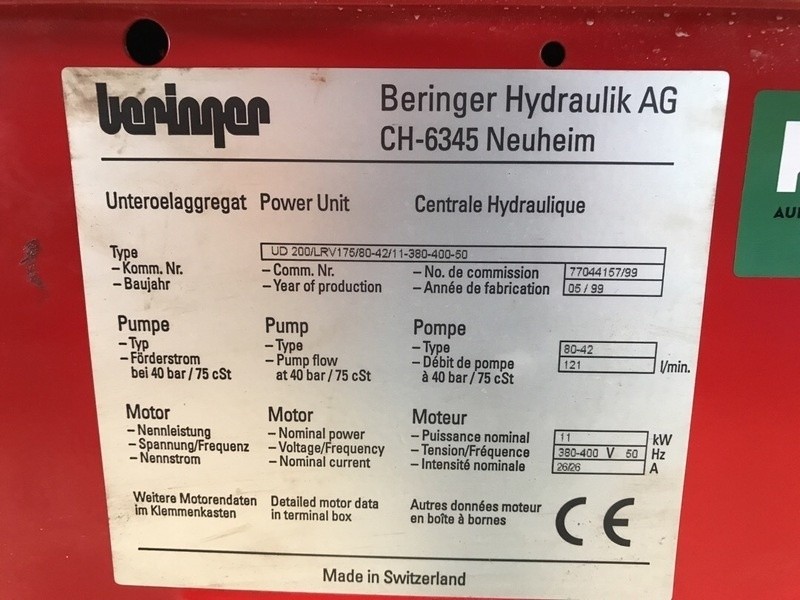 beringer
Beringer Hydraulik AG
CH-6345 Neuheim
Unteroelaggregat Power Unit Centrale Hydraulique
Type UD 200/LRV175/80-42/11-380-400-50
– Komm. Nr. – Comm. Nr. – No. de commission 77044157/99
– Baujahr – Year of production – Année de fabrication 05 / 99
Pumpe Pump Pompe
– Typ – Type – Type 80-42
– Förderstrom – Pump flow – Débit de pompe 121 l/min.
bei 40 bar / 75 cSt at 40 bar / 75 cSt à 40 bar / 75 cSt
Motor Motor Moteur
– Nennleistung – Nominal power – Puissance nominal 11 kW
– Spannung/Frequenz – Voltage/Frequency – Tension/Fréquence 380-400 V 50 Hz
– Nennstrom – Nominal current – Intensité nominale 26/26 A
Weitere Motorendaten Detailed motor data Autres données moteur
im Klemmenkasten in terminal box en boîte à bornes
CE
Made in Switzerland